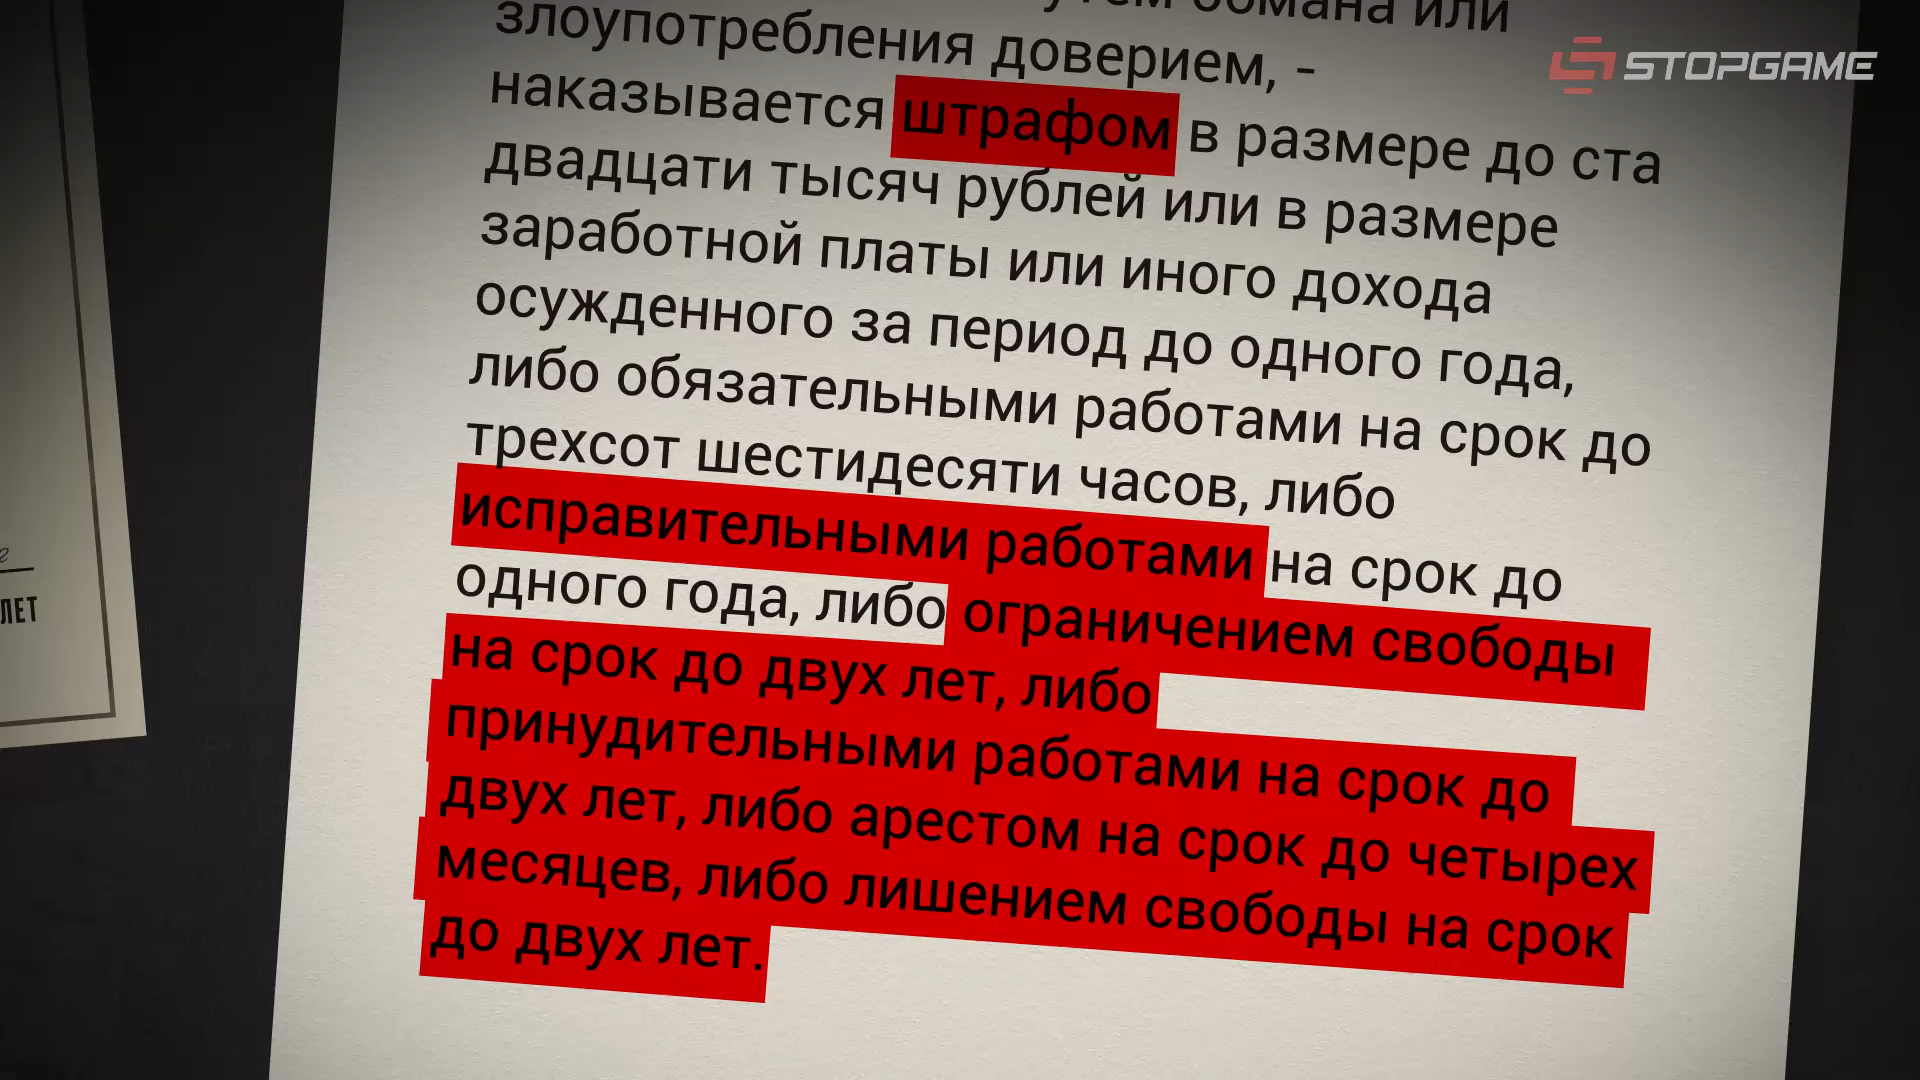 обмана или
злоупотребления доверием, -
наказывается штрафом в размере до ста
двадцати тысяч рублей или в размере
заработной платы или иного дохода
осужденного за период до одного года,
либо обязательными работами на срок до
трехсот шестидесяти часов, либо
исправительными работами на срок до
одного года, либо ограничением свободы
на срок до двух лет, либо
принудительными работами на срок до
двух лет, либо арестом на срок до четырех
месяцев, либо лишением свободы на срок
до двух лет.
STOPGAME
ЛЕТ